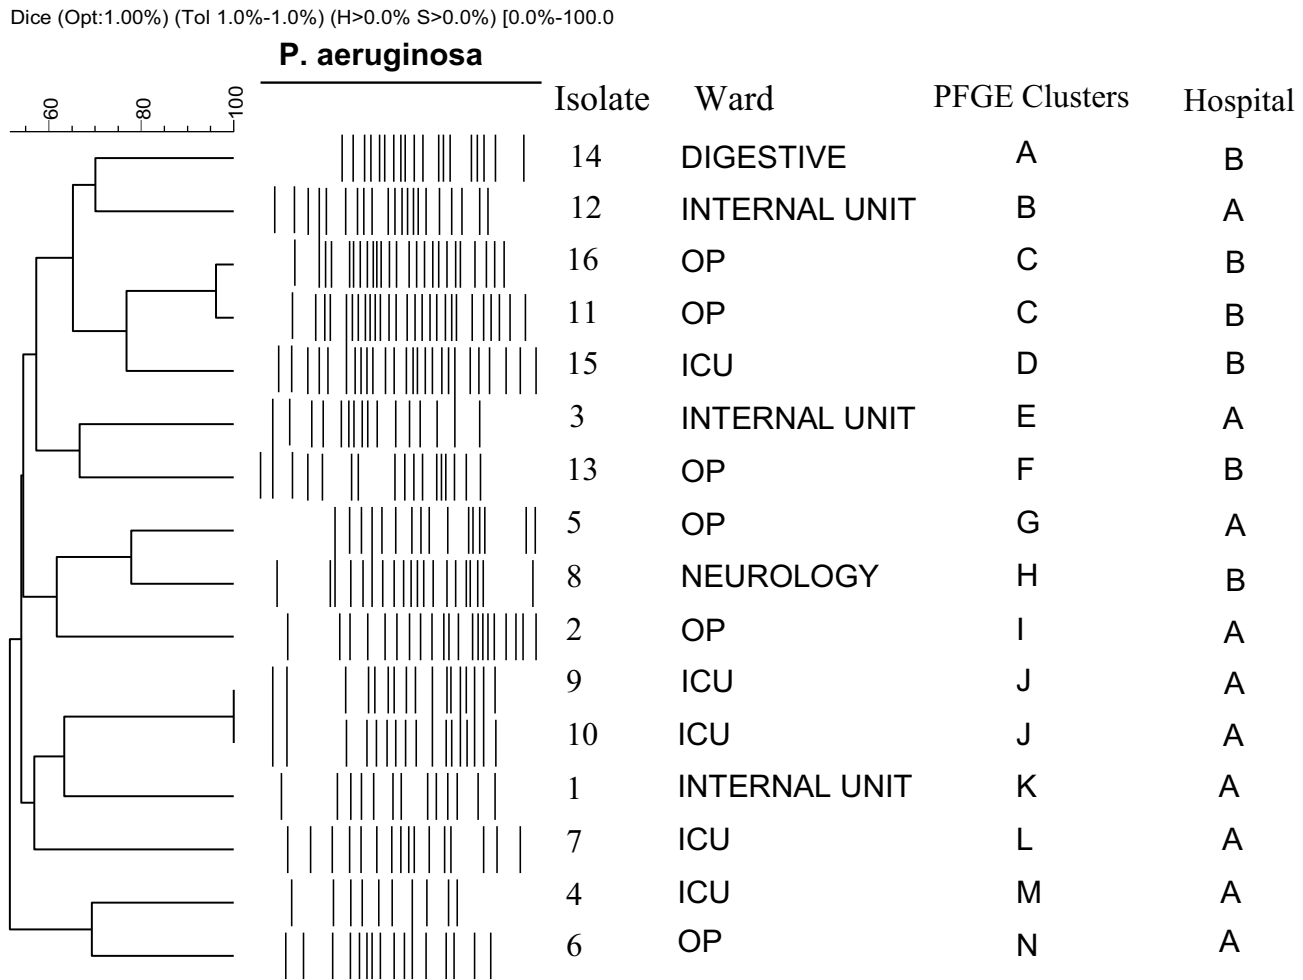 Dice (Opt:1.00%) (Tol 1.0%-1.0%) (H>0.0% S>0.0%) [0.0%-100.0
P. aeruginosa
60 80 100
Isolate Ward PFGE Clusters Hospital
14 DIGESTIVE A B
12 INTERNAL UNIT B A
16 OP C B
11 OP C B
15 ICU D B
3 INTERNAL UNIT E A
13 OP F B
5 OP G A
8 NEUROLOGY H B
2 OP I A
9 ICU J A
10 ICU J A
1 INTERNAL UNIT K A
7 ICU L A
4 ICU M A
6 OP N A